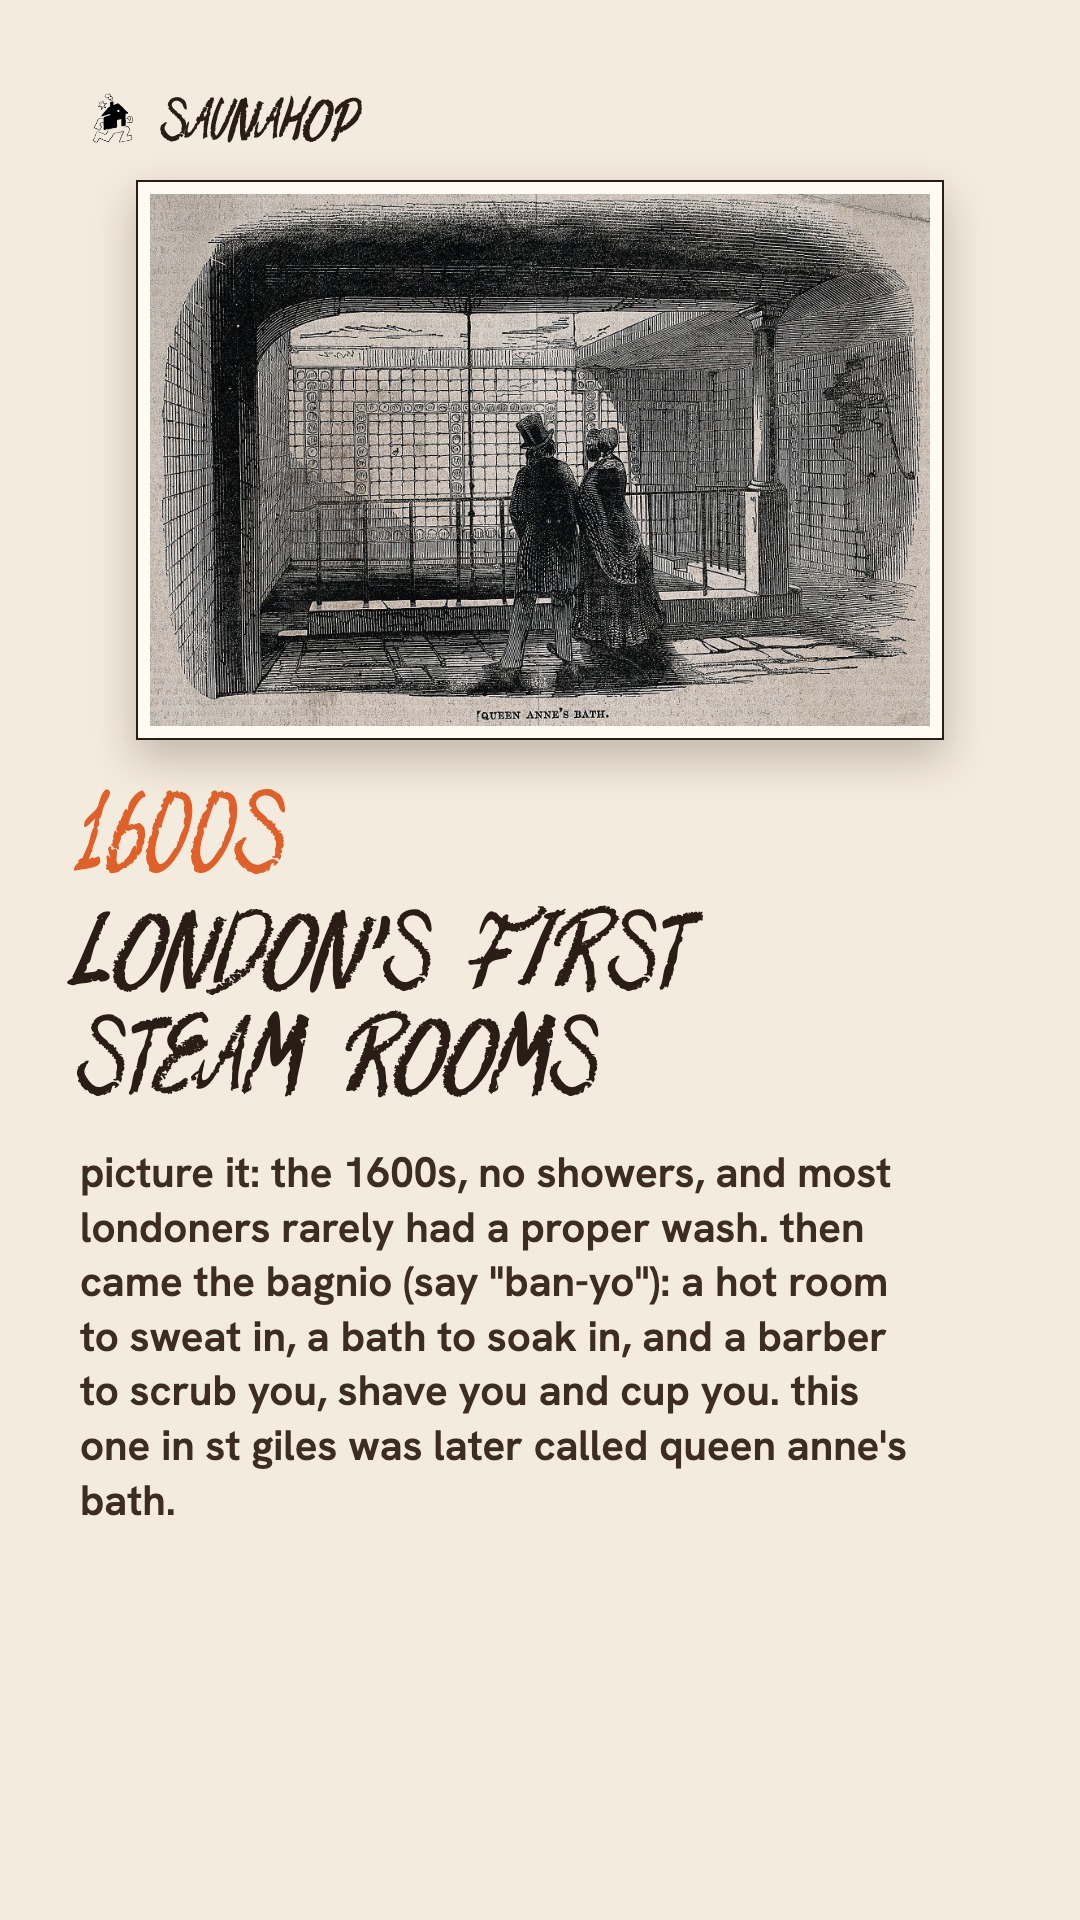 SAUNAHOP
QUEEN ANNE'S BATH.
1600S
LONDON'S FIRST
STEAM ROOMS
picture it: the 1600s, no showers, and most
londoners rarely had a proper wash. then
came the bagnio (say "ban-yo"): a hot room
to sweat in, a bath to soak in, and a barber
to scrub you, shave you and cup you. this
one in st giles was later called queen anne's
bath.